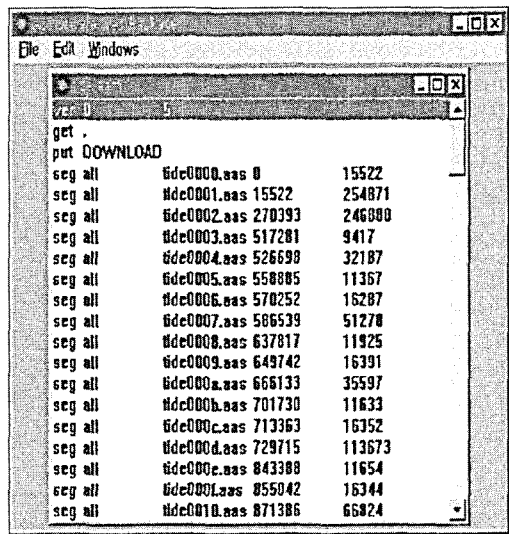 File Edit Windows
get .
put DOWNLOAD
seg all tide0000.aas 0 15522
seg all tide0001.aas 15522 254871
seg all tide0002.aas 270393 246888
seg all tide0003.aas 517281 9417
seg all tide0004.aas 526698 32187
seg all tide0005.aas 558885 11367
seg all tide0006.aas 570252 16287
seg all tide0007.aas 586539 51278
seg all tide0008.aas 637817 11925
seg all tide0009.aas 649742 16391
seg all tide000a.aas 666133 35597
seg all tide000b.aas 701730 11633
seg all tide000c.aas 713363 16352
seg all tide000d.aas 729715 113673
seg all tide000e.aas 843388 11654
seg all tide000f.aas 855042 16344
seg all tide0010.aas 871386 66824